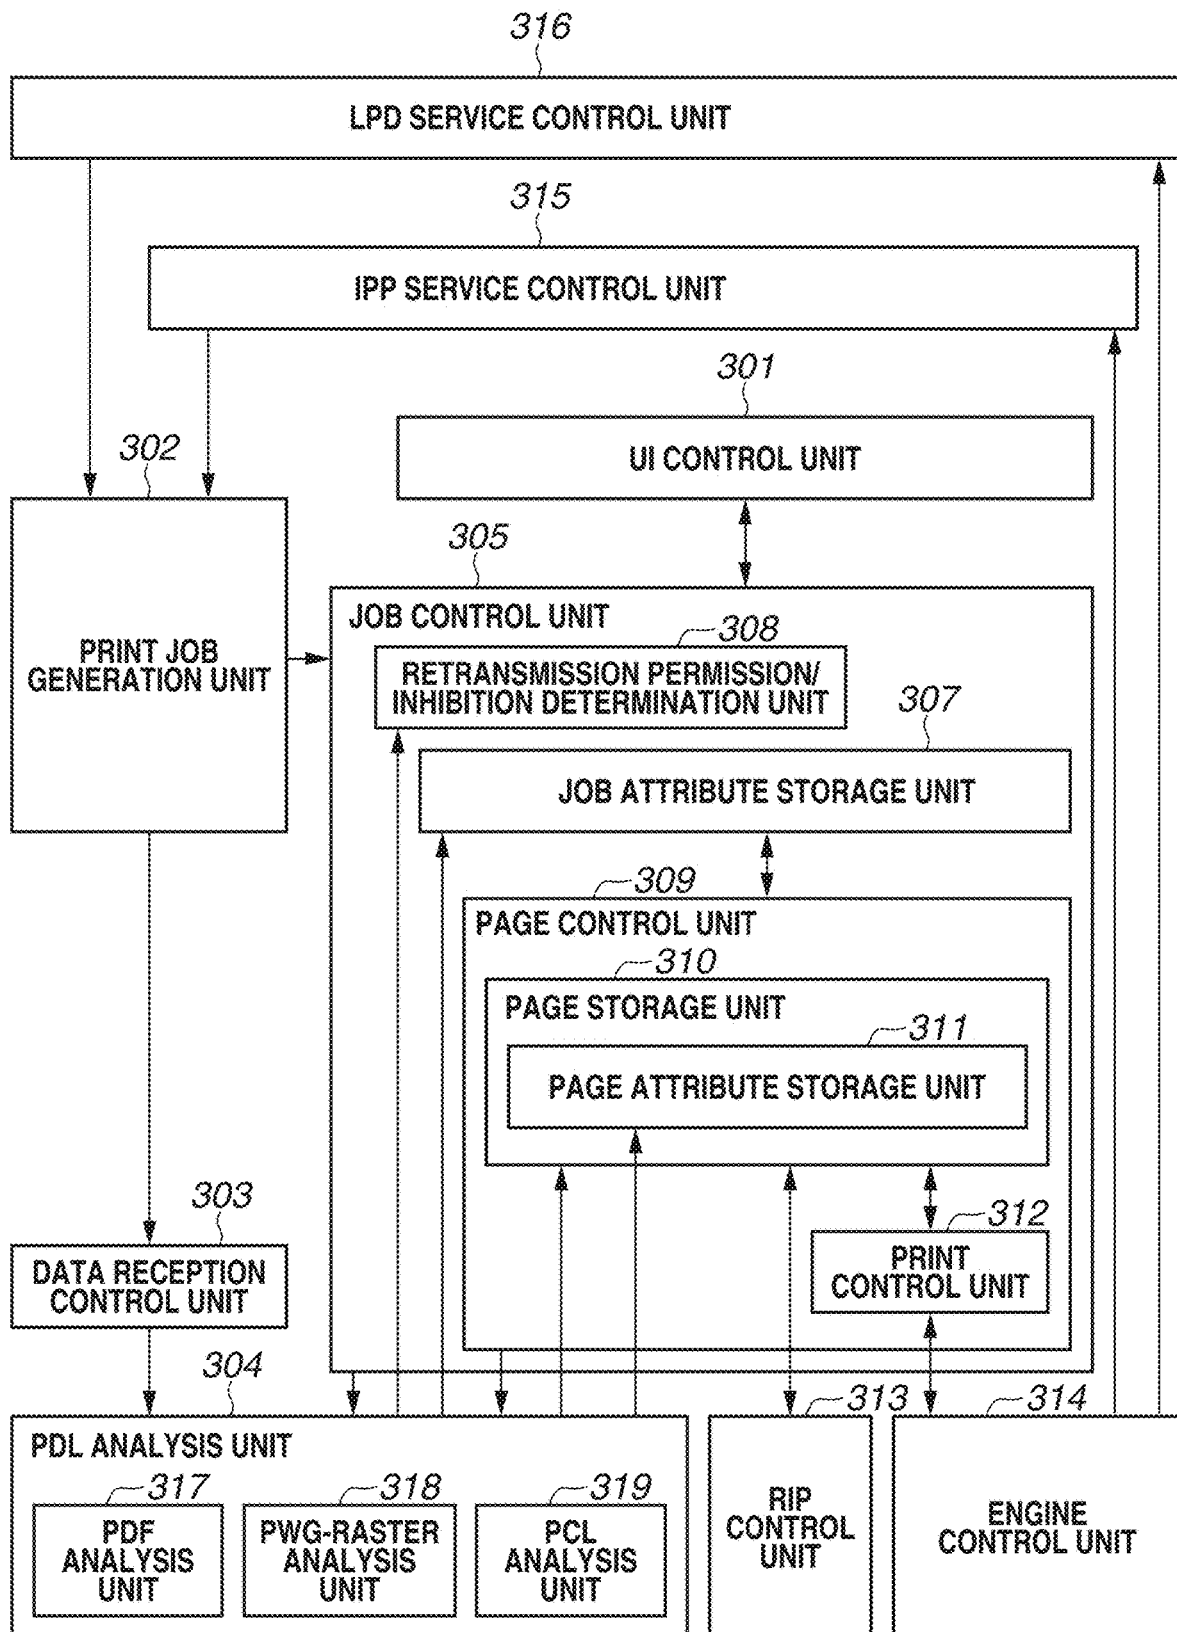 316
LPD SERVICE CONTROL UNIT
315
IPP SERVICE CONTROL UNIT
301
UI CONTROL UNIT
302
PRINT JOB
GENERATION UNIT
305
JOB CONTROL UNIT
308
RETRANSMISSION PERMISSION/
INHIBITION DETERMINATION UNIT
307
JOB ATTRIBUTE STORAGE UNIT
309
PAGE CONTROL UNIT
310
PAGE STORAGE UNIT
311
PAGE ATTRIBUTE STORAGE UNIT
303
DATA RECEPTION
CONTROL UNIT
312
PRINT
CONTROL UNIT
304
PDL ANALYSIS UNIT
317
PDF
ANALYSIS
UNIT
318
PWG-RASTER
ANALYSIS
UNIT
319
PCL
ANALYSIS
UNIT
313
RIP
CONTROL
UNIT
314
ENGINE
CONTROL UNIT